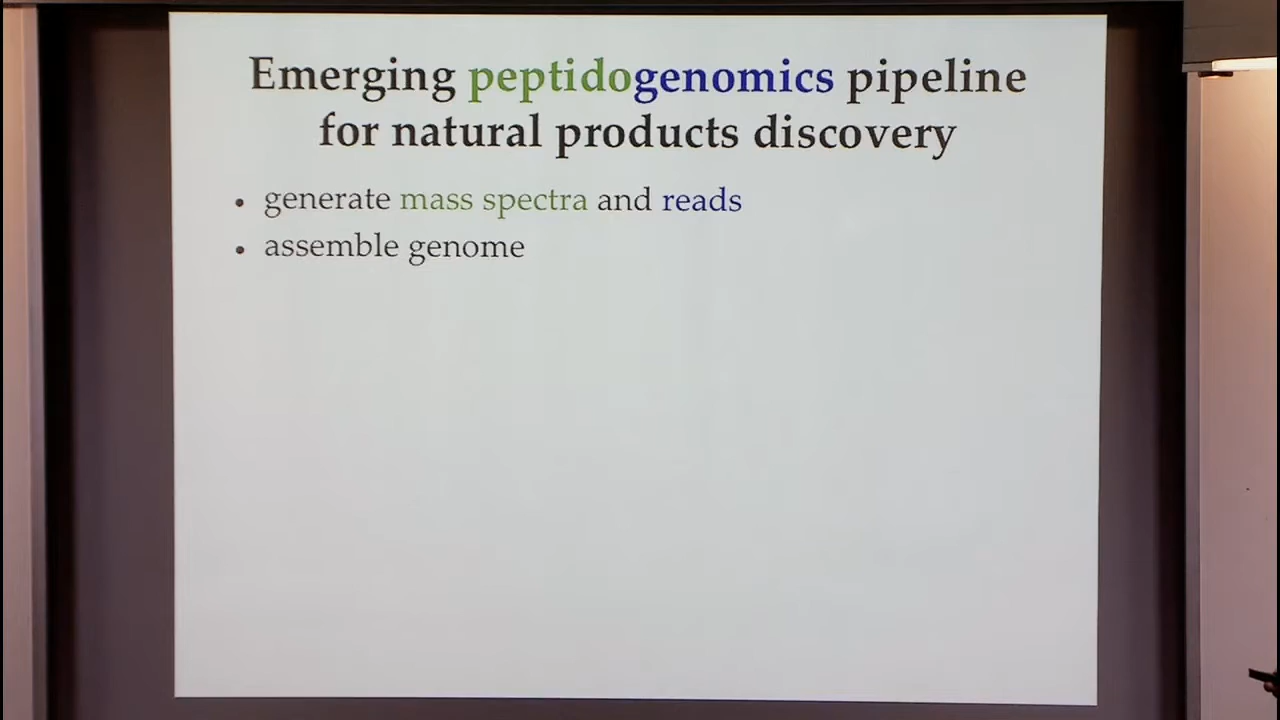 Emerging peptidogenomics pipeline
for natural products discovery
• generate mass spectra and reads
• assemble genome